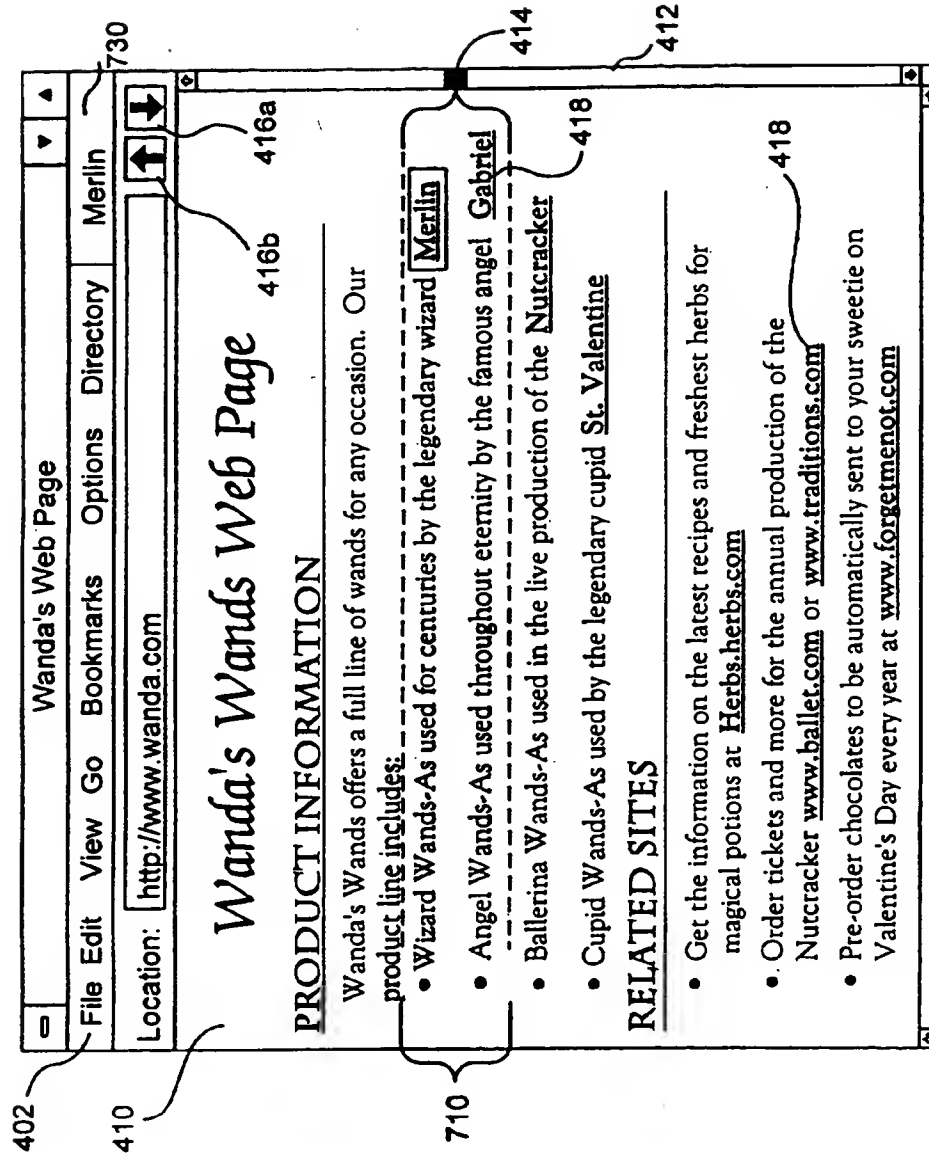 Wanda's Web Page
402
File Edit View Go Bookmarks Options Directory Merlin
730
Location: http://www.wanda.com
416b
416a
410
Wanda's Wands Web Page
PRODUCT INFORMATION
Wanda's Wands offers a full line of wands for any occasion. Our
product line includes:
• Wizard Wands-As used for centuries by the legendary wizard Merlin
414
710
• Angel Wands-As used throughout eternity by the famous angel Gabriel
418
• Ballerina Wands-As used in the live production of the Nutcracker
412
• Cupid Wands-As used by the legendary cupid St. Valentine
RELATED SITES
• Get the information on the latest recipes and freshest herbs for
magical potions at Herbs.herbs.com
• Order tickets and more for the annual production of the
Nutcracker www.ballet.com or www.traditions.com
418
• Pre-order chocolates to be automatically sent to your sweetie on
Valentine's Day every year at www.forgetmenot.com